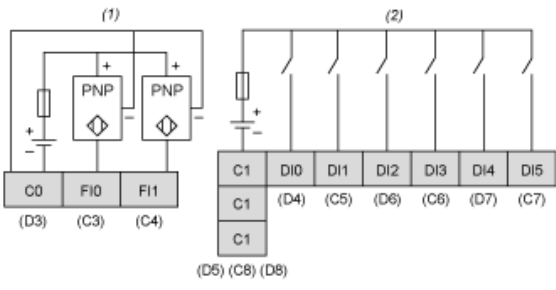 (1) (2)
+ + +
PNP PNP
+ - - +
- -
C0 FI0 FI1
(D3) (C3) (C4)
C1 DI0 DI1 DI2 DI3 DI4 DI5
C1 (D4) (C5) (D6) (C6) (D7) (C7)
C1
(D5) (C8) (D8)